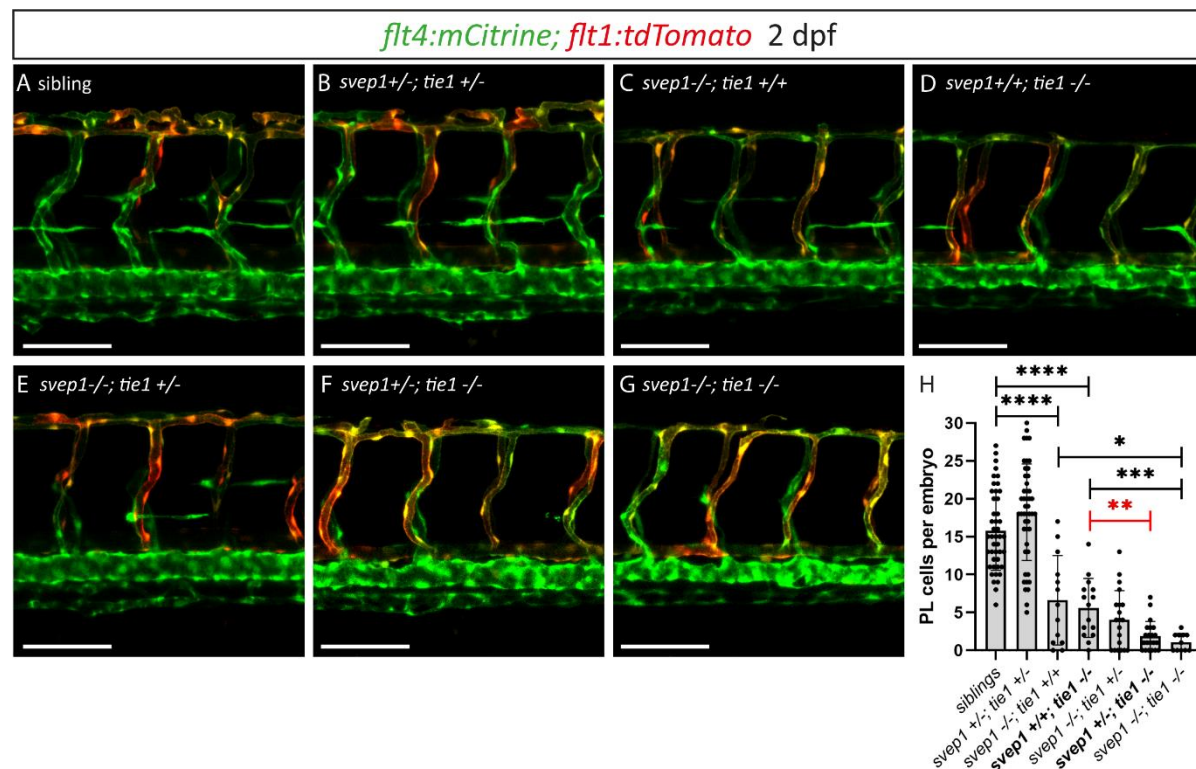 flt4:mCitrine; flt1:tdTomato 2 dpf
A sibling
B svep1+/-; tie1 +/-
C svep1-/-; tie1 +/+
D svep1+/+; tie1 -/-
E svep1-/-; tie1 +/-
F svep1+/-; tie1 -/-
G svep1-/-; tie1 -/-
H
****
****
*
***
**
PL cells per embryo
30
25
20
15
10
5
0
siblings
svep1 +/-; tie1 +/-
svep1 -/-; tie1 +/+
svep1 +/+; tie1 -/-
svep1 -/-; tie1 +/-
svep1 +/-; tie1 -/-
svep1 -/-; tie1 -/-